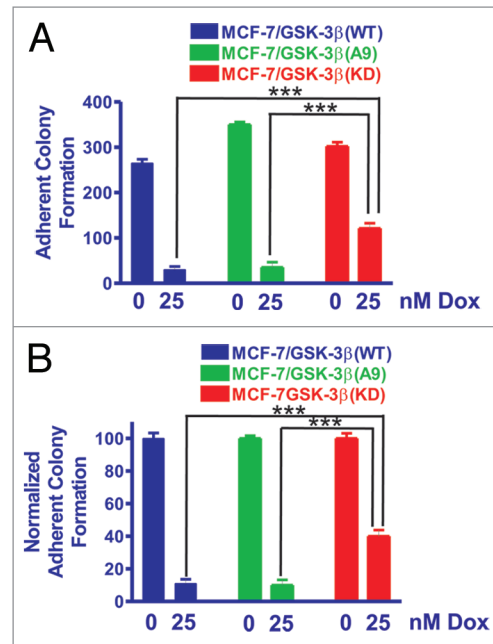 A
MCF-7/GSK-3β(WT)
MCF-7/GSK-3β(A9)
MCF-7/GSK-3β(KD)
***
***
400
300
200
100
0
Adherent Colony
Formation
0 25 0 25 0 25 nM Dox
B
MCF-7/GSK-3β(WT)
MCF-7/GSK-3β(A9)
MCF-7GSK-3β(KD)
***
***
100
80
60
40
20
0
Normalized
Adherent Colony
Formation
0 25 0 25 0 25 nM Dox